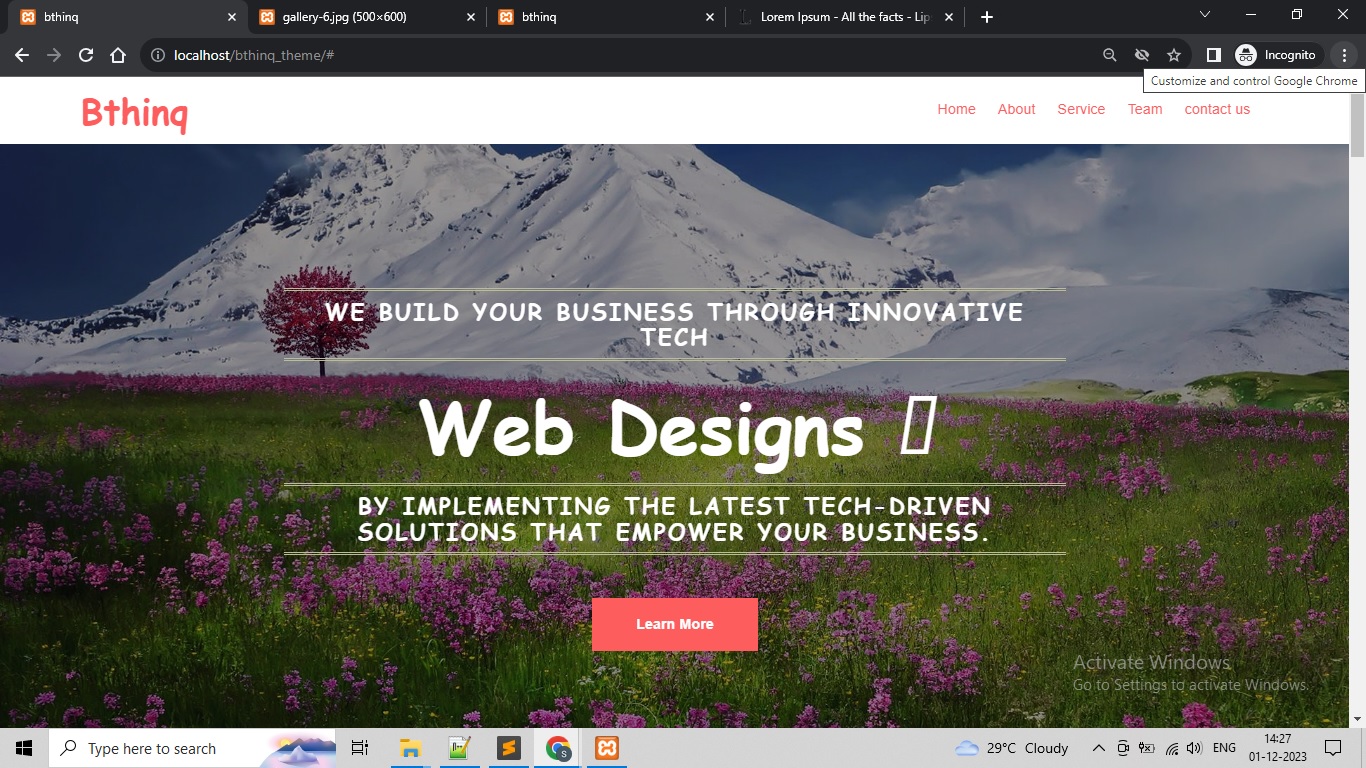 bthinq
gallery-6.jpg (500×600)
bthinq
Lorem Ipsum - All the facts - Lip
localhost/bthinq_theme/#
Incognito
Customize and control Google Chrome
Bthinq
Home About Service Team contact us
WE BUILD YOUR BUSINESS THROUGH INNOVATIVE
TECH
Web Designs
BY IMPLEMENTING THE LATEST TECH-DRIVEN
SOLUTIONS THAT EMPOWER YOUR BUSINESS.
Learn More
Activate Windows
Go to Settings to activate Windows.
Type here to search
29°C Cloudy
ENG
14:27
01-12-2023